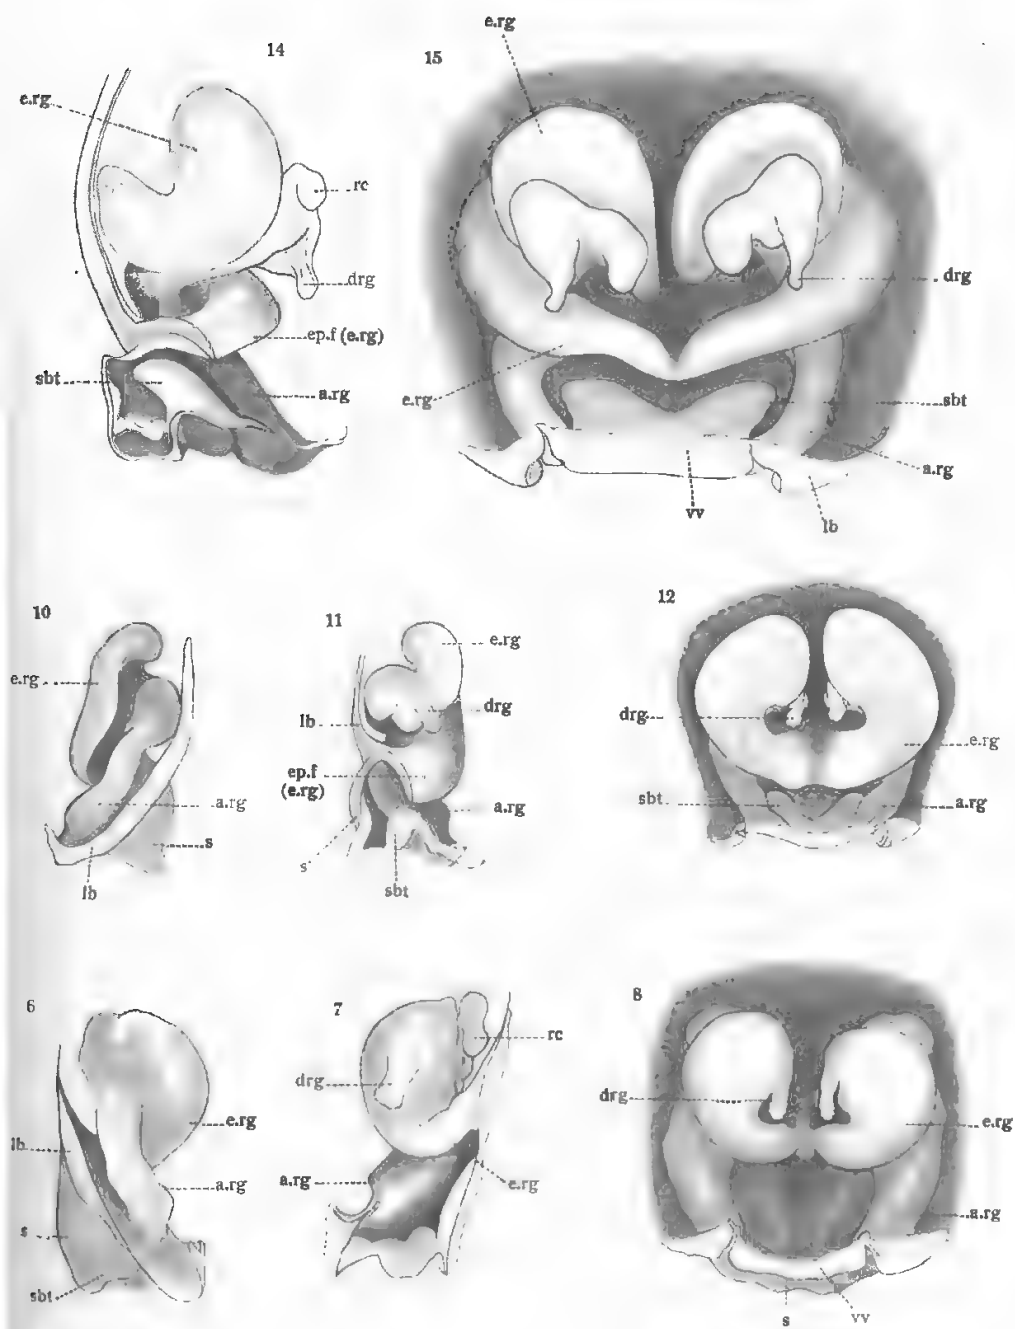 14
e.rg
rc
drg
ep.f (e.rg)
sbt
a.rg
15
e.rg
drg
e.rg
sbt
a.rg
vv
lb
10
e.rg
a.rg
s
lb
11
e.rg
lb
drg
ep.f
(e.rg)
a.rg
s
sbt
12
drg
e.rg
sbt
a.rg
6
e.rg
lb
a.rg
s
sbt
7
rc
drg
a.rg
e.rg
8
drg
e.rg
a.rg
s
vv